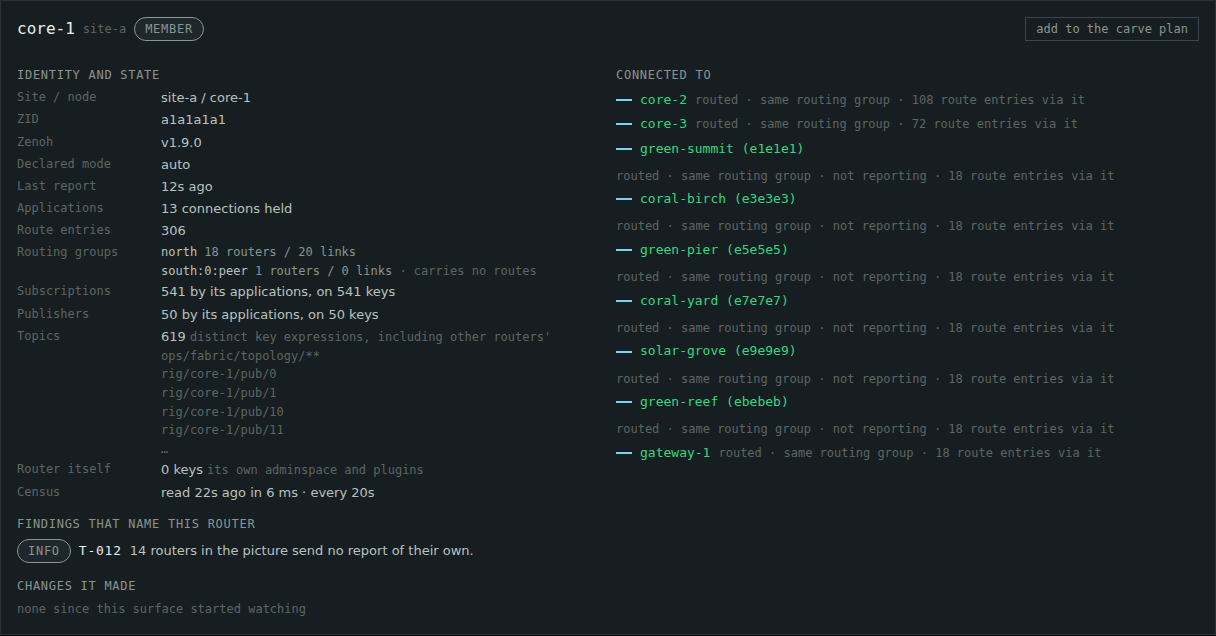 core-1 site-a MEMBER
add to the carve plan
IDENTITY AND STATE
Site / node site-a / core-1
ZID a1a1a1a1
Zenoh v1.9.0
Declared mode auto
Last report 12s ago
Applications 13 connections held
Route entries 306
Routing groups north 18 routers / 20 links
south:0:peer 1 routers / 0 links · carries no routes
Subscriptions 541 by its applications, on 541 keys
Publishers 50 by its applications, on 50 keys
Topics 619 distinct key expressions, including other routers'
ops/fabric/topology/**
rig/core-1/pub/0
rig/core-1/pub/1
rig/core-1/pub/10
rig/core-1/pub/11
…
Router itself 0 keys its own adminspace and plugins
Census read 22s ago in 6 ms · every 20s
FINDINGS THAT NAME THIS ROUTER
INFO T-012 14 routers in the picture send no report of their own.
CHANGES IT MADE
none since this surface started watching
CONNECTED TO
core-2 routed · same routing group · 108 route entries via it
core-3 routed · same routing group · 72 route entries via it
green-summit (e1e1e1)
routed · same routing group · not reporting · 18 route entries via it
coral-birch (e3e3e3)
routed · same routing group · not reporting · 18 route entries via it
green-pier (e5e5e5)
routed · same routing group · not reporting · 18 route entries via it
coral-yard (e7e7e7)
routed · same routing group · not reporting · 18 route entries via it
solar-grove (e9e9e9)
routed · same routing group · not reporting · 18 route entries via it
green-reef (ebebeb)
routed · same routing group · not reporting · 18 route entries via it
gateway-1 routed · same routing group · 18 route entries via it